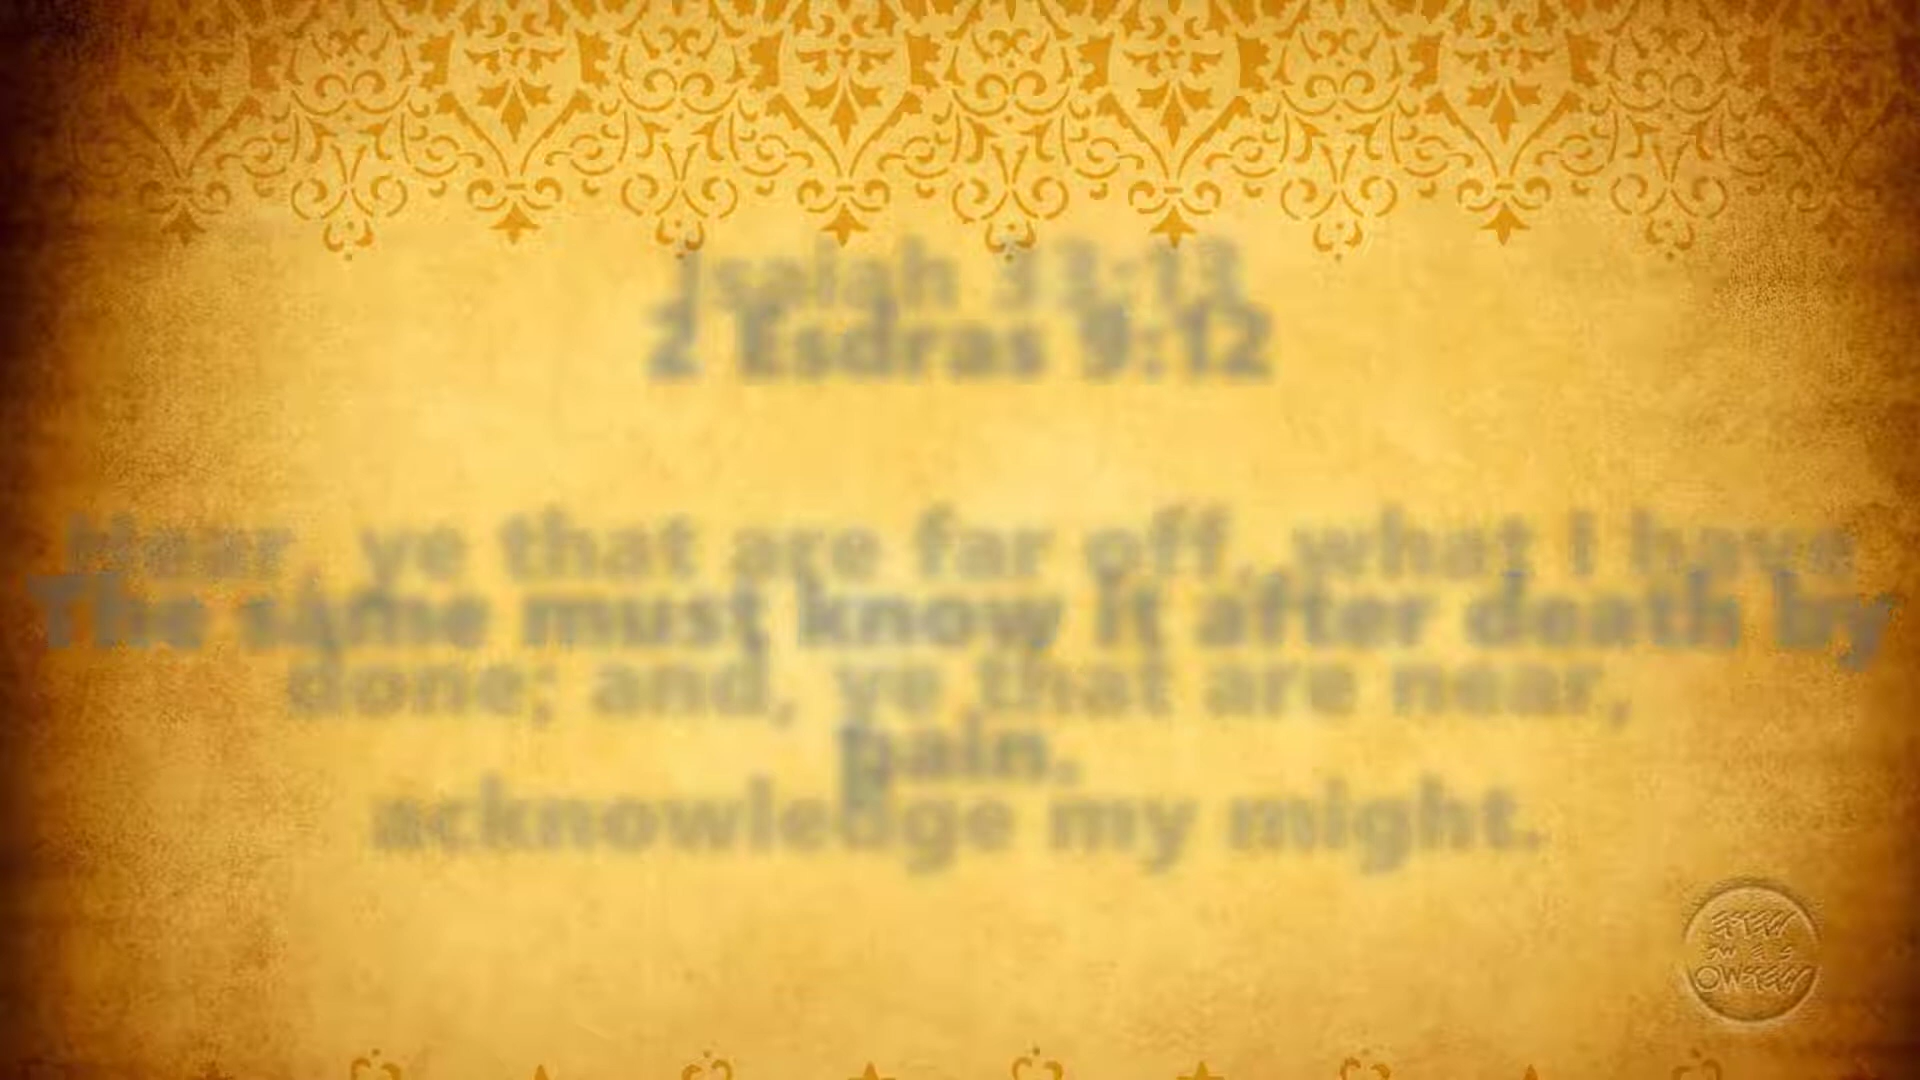 Isaiah 33:13
2 Esdras 9:12
Hear, ye that are far off, what I have
The same must know it after death by
done; and, ye that are near,
pain.
acknowledge my might.